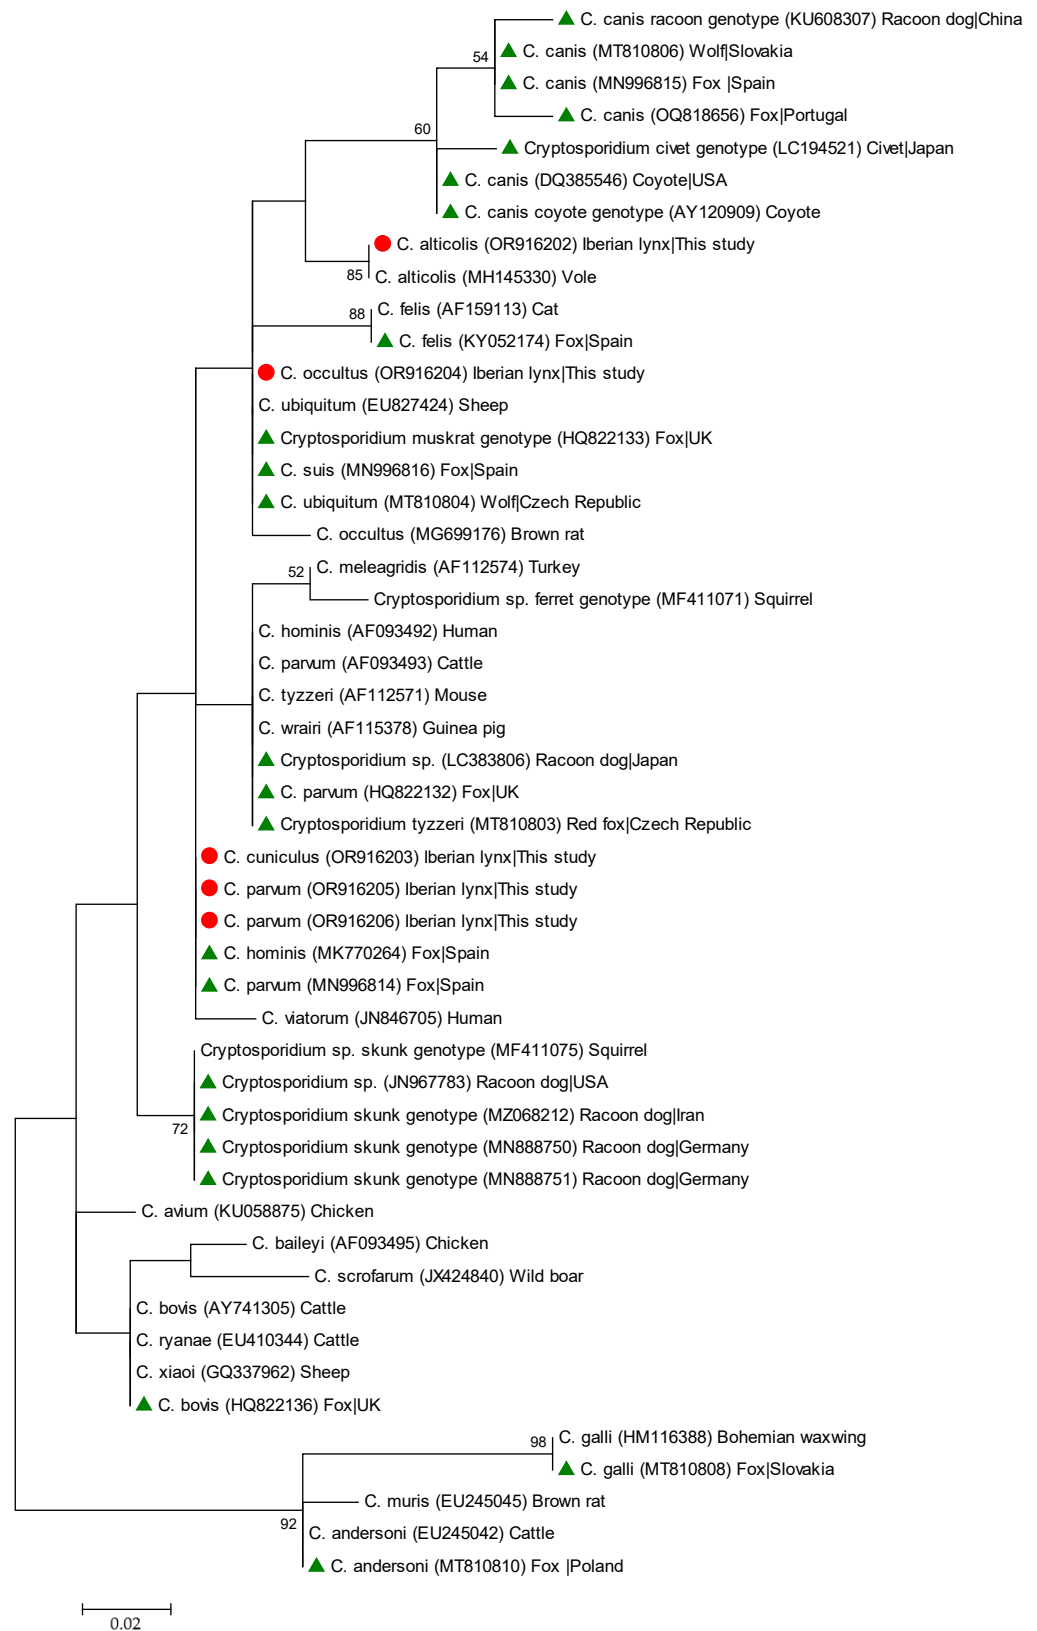 C. canis racoon genotype (KU608307) Racoon dog|China
54
C. canis (MT810806) Wolf|Slovakia
C. canis (MN996815) Fox |Spain
C. canis (OQ818656) Fox|Portugal
60
Cryptosporidium civet genotype (LC194521) Civet|Japan
C. canis (DQ385546) Coyote|USA
C. canis coyote genotype (AY120909) Coyote
C. alticolis (OR916202) Iberian lynx|This study
85
C. alticolis (MH145330) Vole
C. felis (AF159113) Cat
88
C. felis (KY052174) Fox|Spain
C. occultus (OR916204) Iberian lynx|This study
C. ubiquitum (EU827424) Sheep
Cryptosporidium muskrat genotype (HQ822133) Fox|UK
C. suis (MN996816) Fox|Spain
C. ubiquitum (MT810804) Wolf|Czech Republic
C. occultus (MG699176) Brown rat
C. meleagridis (AF112574) Turkey
52
Cryptosporidium sp. ferret genotype (MF411071) Squirrel
C. hominis (AF093492) Human
C. parvum (AF093493) Cattle
C. tyzzeri (AF112571) Mouse
C. wrairi (AF115378) Guinea pig
Cryptosporidium sp. (LC383806) Racoon dog|Japan
C. parvum (HQ822132) Fox|UK
Cryptosporidium tyzzeri (MT810803) Red fox|Czech Republic
C. cuniculus (OR916203) Iberian lynx|This study
C. parvum (OR916205) Iberian lynx|This study
C. parvum (OR916206) Iberian lynx|This study
C. hominis (MK770264) Fox|Spain
C. parvum (MN996814) Fox|Spain
C. viatorum (JN846705) Human
Cryptosporidium sp. skunk genotype (MF411075) Squirrel
Cryptosporidium sp. (JN967783) Racoon dog|USA
Cryptosporidium skunk genotype (MZ068212) Racoon dog|Iran
72
Cryptosporidium skunk genotype (MN888750) Racoon dog|Germany
Cryptosporidium skunk genotype (MN888751) Racoon dog|Germany
C. avium (KU058875) Chicken
C. baileyi (AF093495) Chicken
C. scrofarum (JX424840) Wild boar
C. bovis (AY741305) Cattle
C. ryanae (EU410344) Cattle
C. xiaoi (GQ337962) Sheep
C. bovis (HQ822136) Fox|UK
C. galli (HM116388) Bohemian waxwing
98
C. galli (MT810808) Fox|Slovakia
C. muris (EU245045) Brown rat
92
C. andersoni (EU245042) Cattle
C. andersoni (MT810810) Fox |Poland
0.02